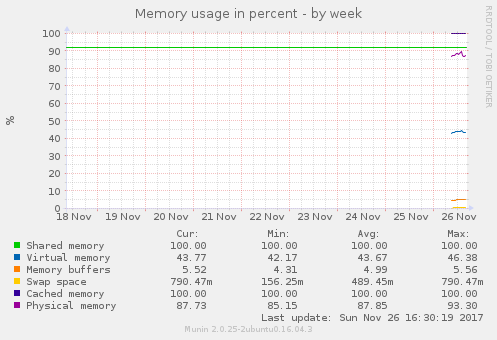 Memory usage in percent - by week
RRDTOOL / TOBI OETIKER
%
100
90
80
70
60
50
40
30
20
10
0
18 Nov 19 Nov 20 Nov 21 Nov 22 Nov 23 Nov 24 Nov 25 Nov 26 Nov
Cur: Min: Avg: Max:
Shared memory 100.00 100.00 100.00 100.00
Virtual memory 43.77 42.17 43.67 46.38
Memory buffers 5.52 4.31 4.99 5.56
Swap space 790.47m 156.25m 489.45m 790.47m
Cached memory 100.00 100.00 100.00 100.00
Physical memory 87.73 85.15 87.85 93.30
Last update: Sun Nov 26 16:30:19 2017
Munin 2.0.25-2ubuntu0.16.04.3